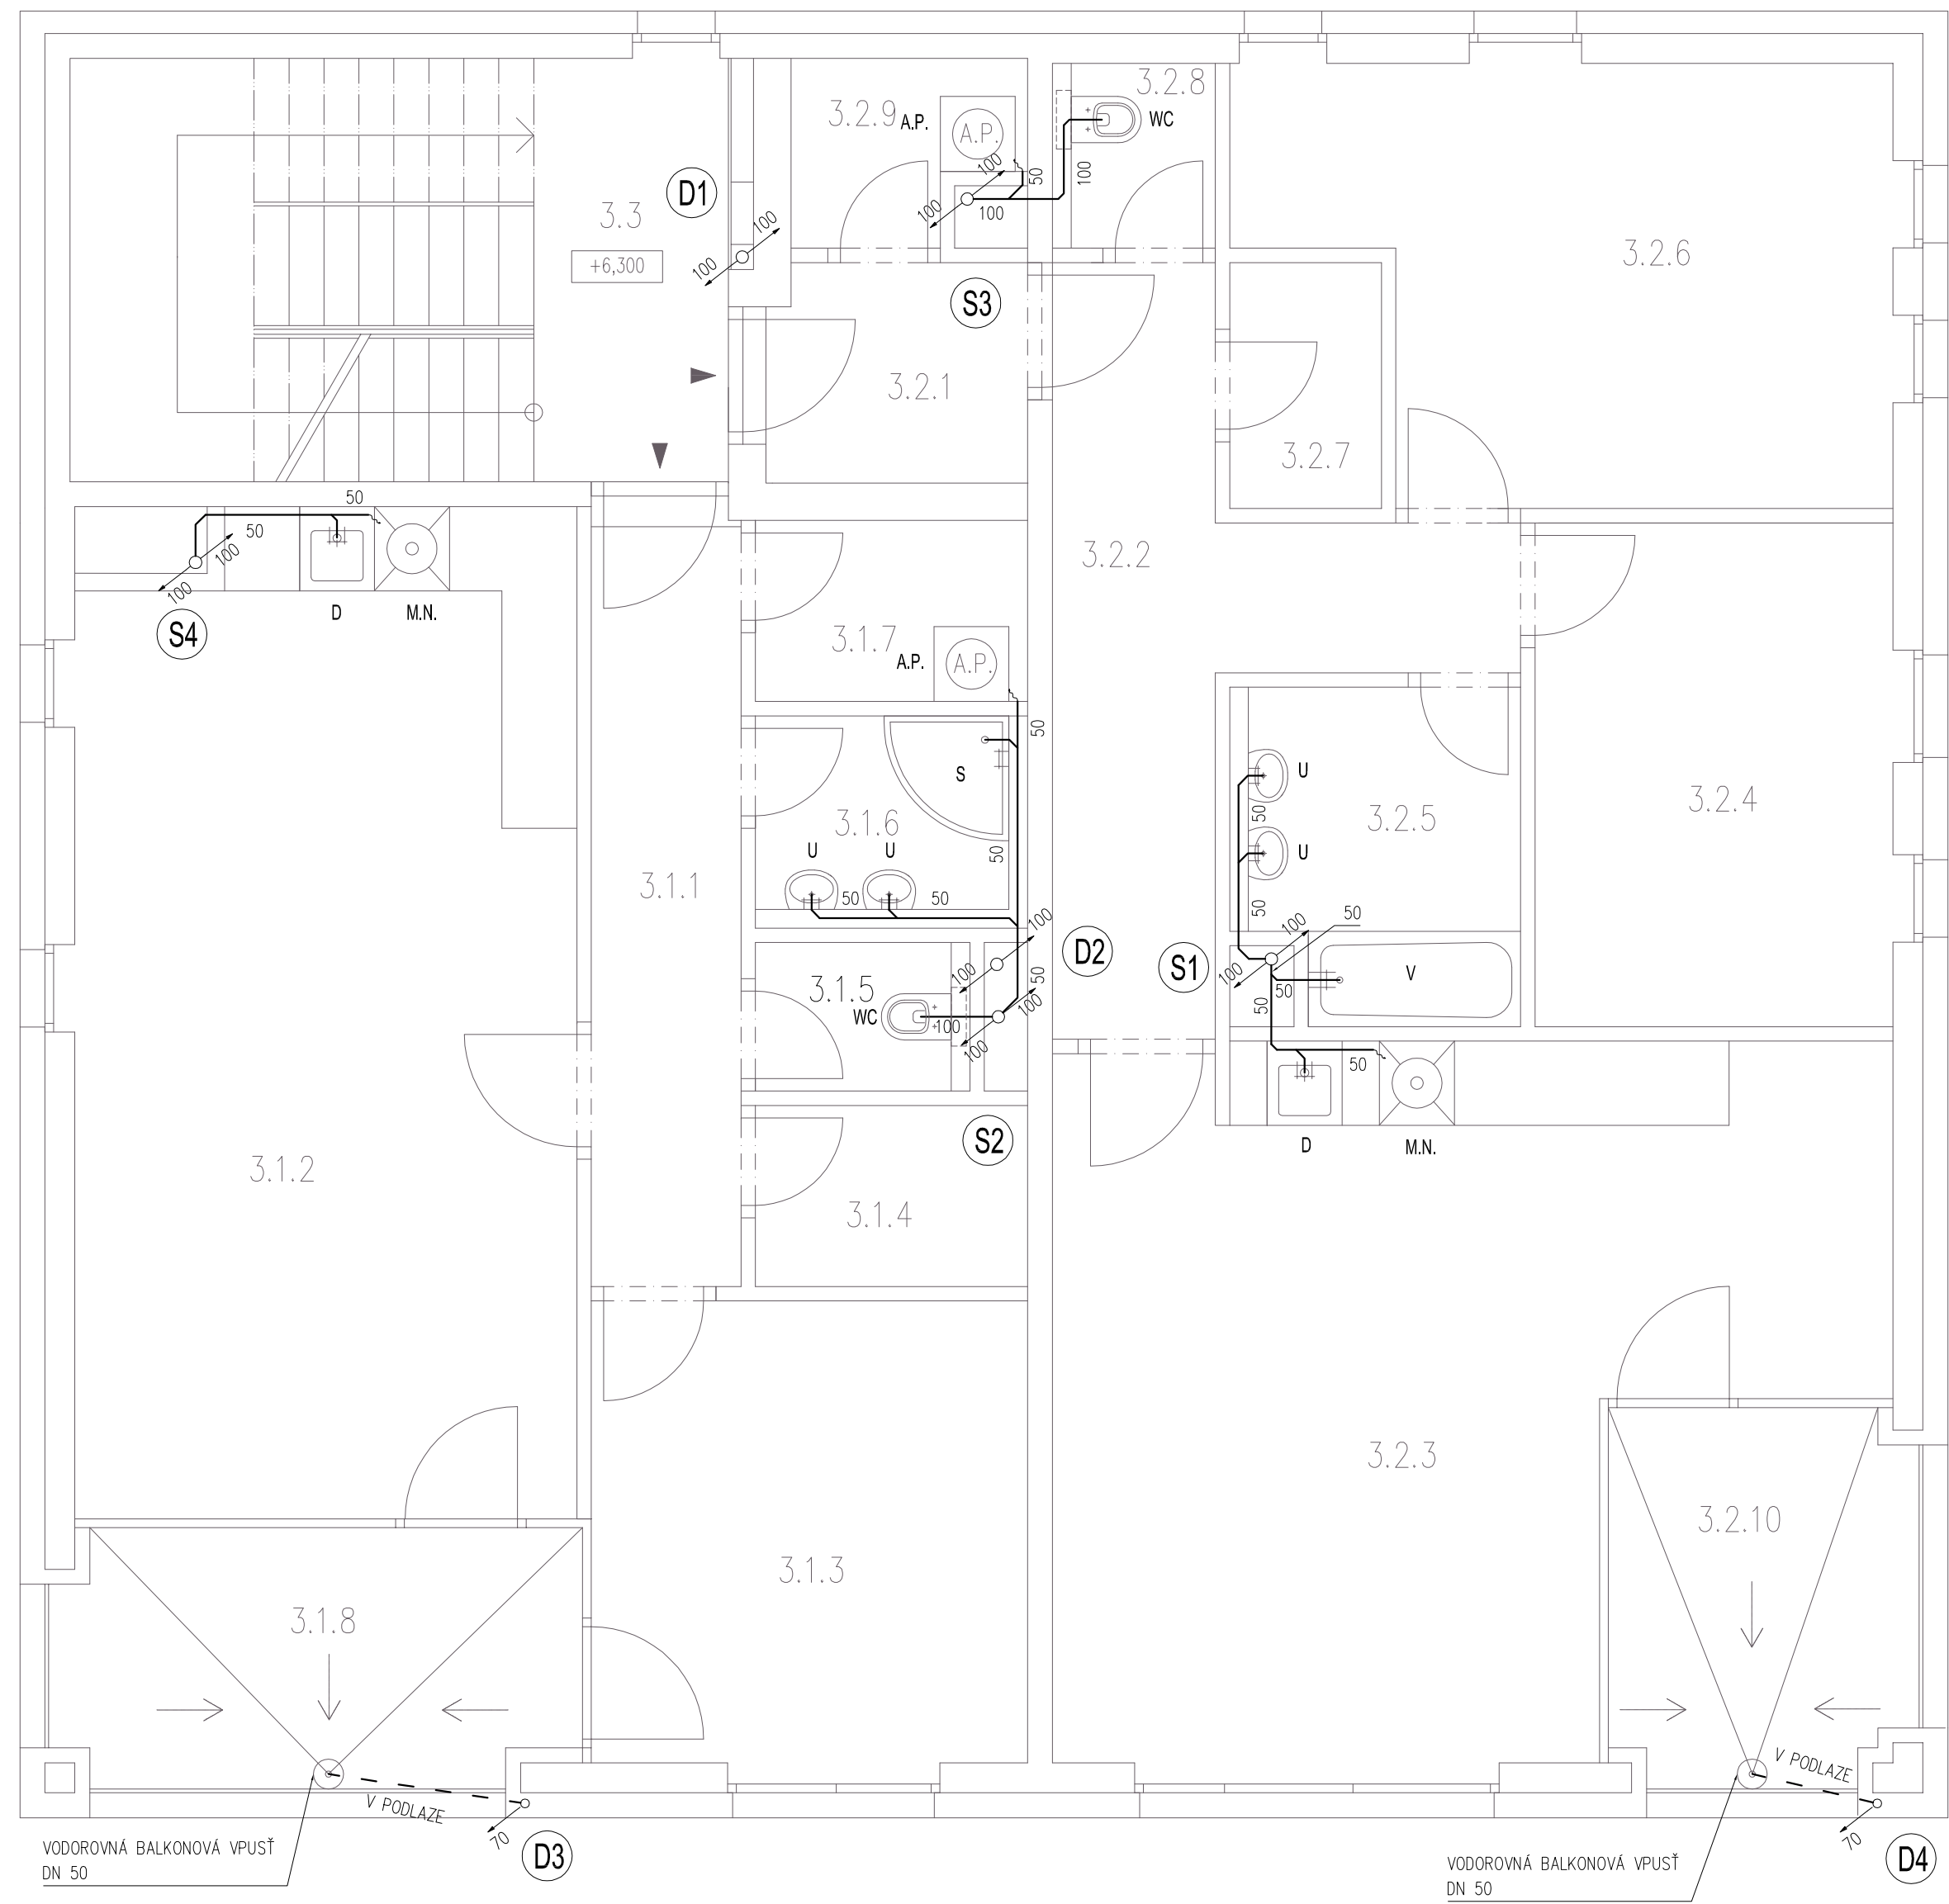 3.2.8
WC
3.2.9
A.P.
A.P.
100
50
100
100
100
D1
3.3
100
100
+6,300
S3
3.2.6
3.2.1
3.2.7
50
50
100
100
D
M.N.
S4
3.2.2
3.1.7
A.P.
A.P.
50
S
U
3.2.5
3.2.4
50
3.1.6
U
U
U
50
3.1.1
50
50
50
50
100
100
D2
S1
100
50
3.1.5
WC
100
50
100
100
100
50
50
V
50
D
M.N.
S2
3.1.2
3.1.4
3.2.3
3.2.10
3.1.3
3.1.8
V PODLAZE
V PODLAZE
70
D3
70
D4
VODOROVNÁ BALKONOVÁ VPUSŤ
DN 50
VODOROVNÁ BALKONOVÁ VPUSŤ
DN 50